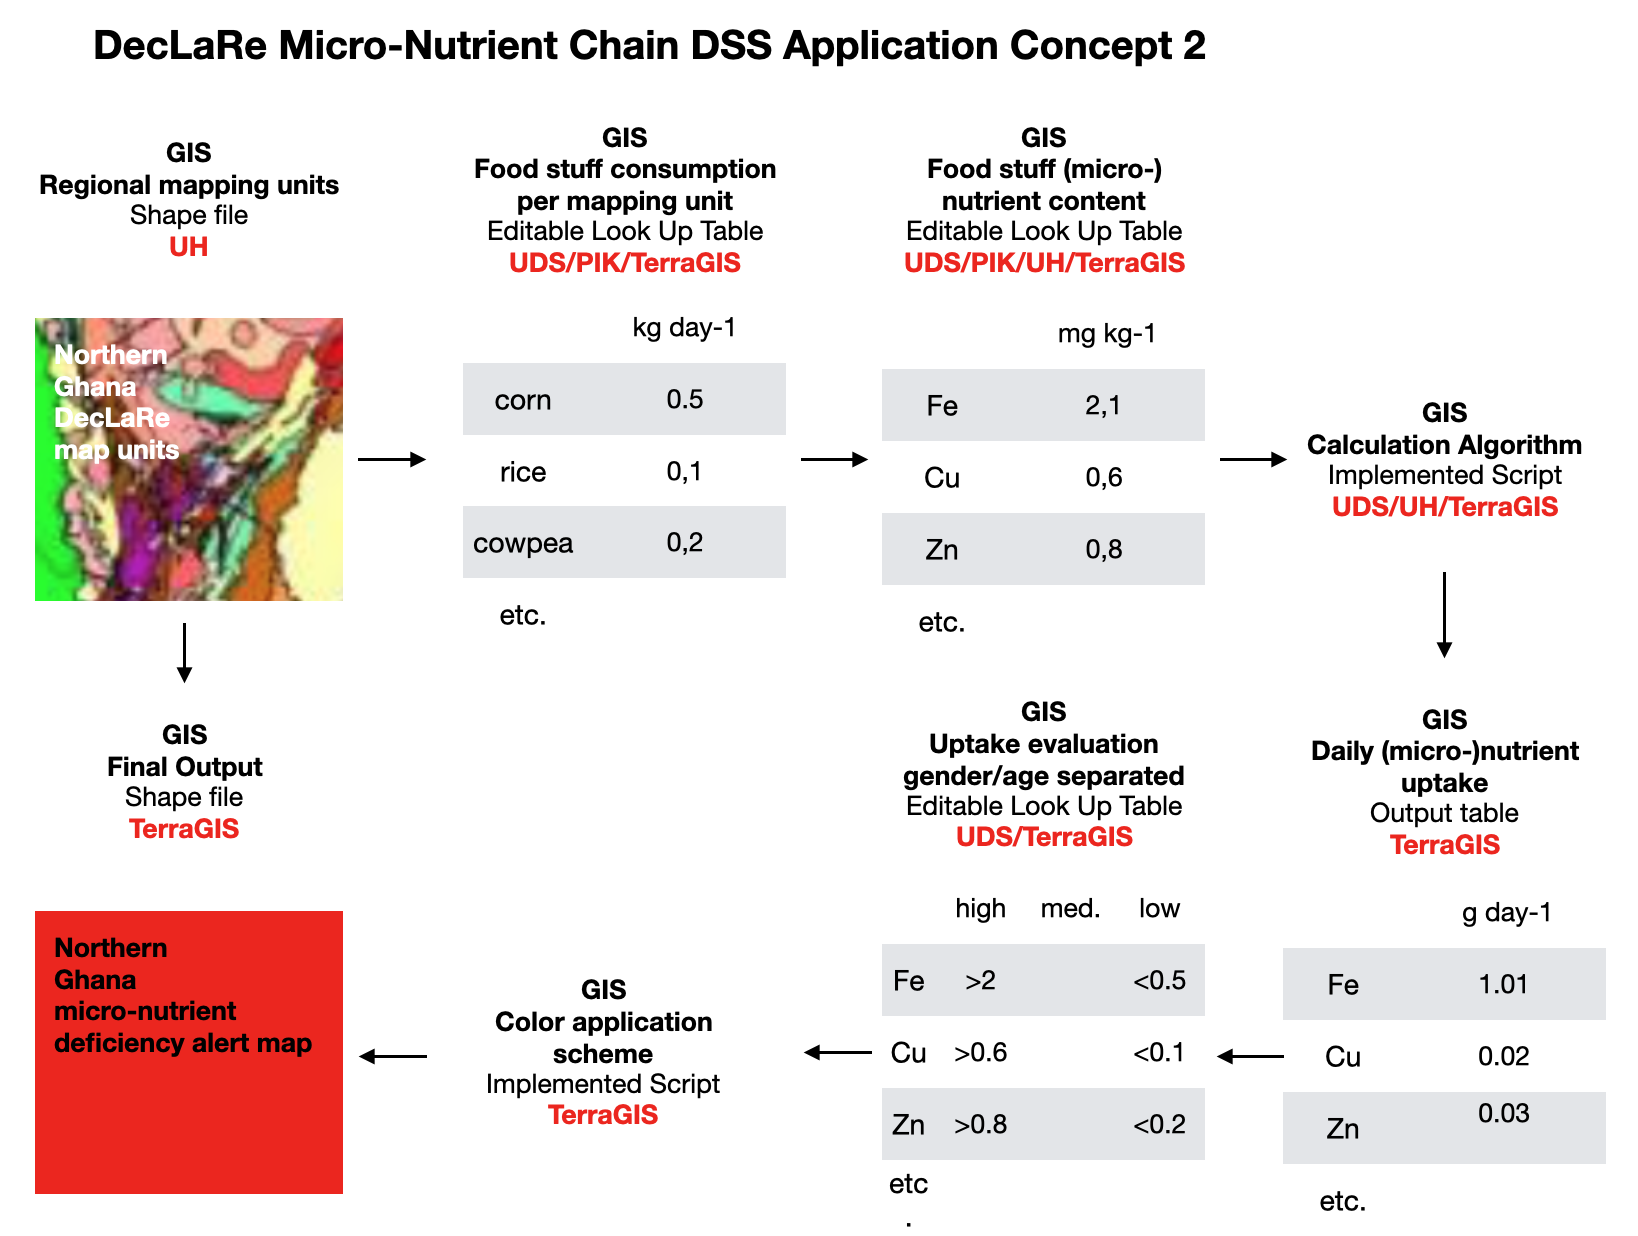 DecLaRe Micro-Nutrient Chain DSS Application Concept 2
GIS
Regional mapping units
Shape file
UH
GIS
Food stuff consumption
per mapping unit
Editable Look Up Table
UDS/PIK/TerraGIS
GIS
Food stuff (micro-)
nutrient content
Editable Look Up Table
UDS/PIK/UH/TerraGIS
Northern
Ghana
DecLaRe
map units
kg day-1
corn 0.5
rice 0,1
cowpea 0,2
etc.
mg kg-1
Fe 2,1
Cu 0,6
Zn 0,8
etc.
GIS
Calculation Algorithm
Implemented Script
UDS/UH/TerraGIS
GIS
Final Output
Shape file
TerraGIS
GIS
Uptake evaluation
gender/age separated
Editable Look Up Table
UDS/TerraGIS
GIS
Daily (micro-)nutrient
uptake
Output table
TerraGIS
Northern
Ghana
micro-nutrient
deficiency alert map
GIS
Color application
scheme
Implemented Script
TerraGIS
high med. low
Fe >2 <0.5
Cu >0.6 <0.1
Zn >0.8 <0.2
etc
.
g day-1
Fe 1.01
Cu 0.02
Zn 0.03
etc.